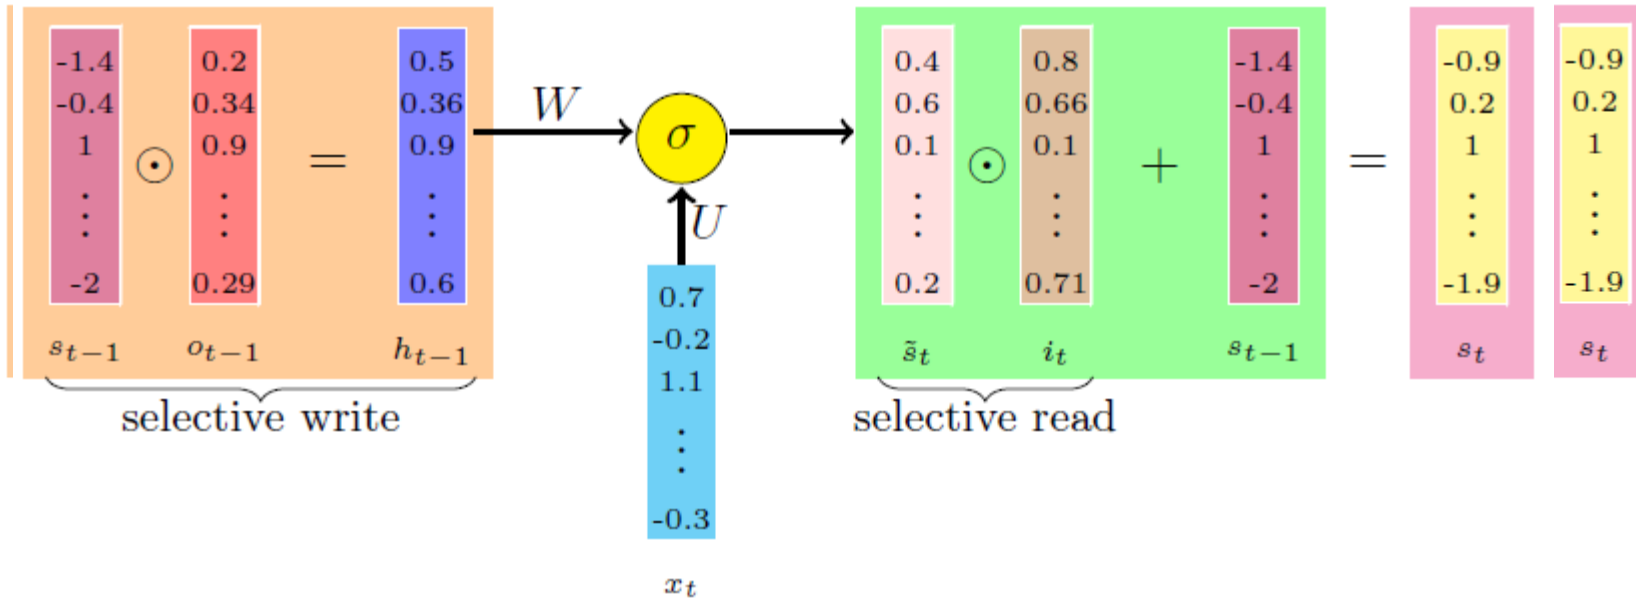 -1.4 0.2 0.5 0.4 0.8 -1.4 -0.9 -0.9
-0.4 0.34 0.36 W 0.6 0.66 -0.4 0.2 0.2
1 ⊙ 0.9 = 0.9 σ 0.1 ⊙ 0.1 + 1 = 1 1
⋮ ⋮ ⋮ U ⋮ ⋮ ⋮ ⋮ ⋮
-2 0.29 0.6 0.2 0.71 -2 -1.9 -1.9
s_{t−1} o_{t−1} h_{t−1} s̃_t i_t s_{t−1} s_t s_t
selective write selective read
0.7
-0.2
1.1
⋮
-0.3
x_t